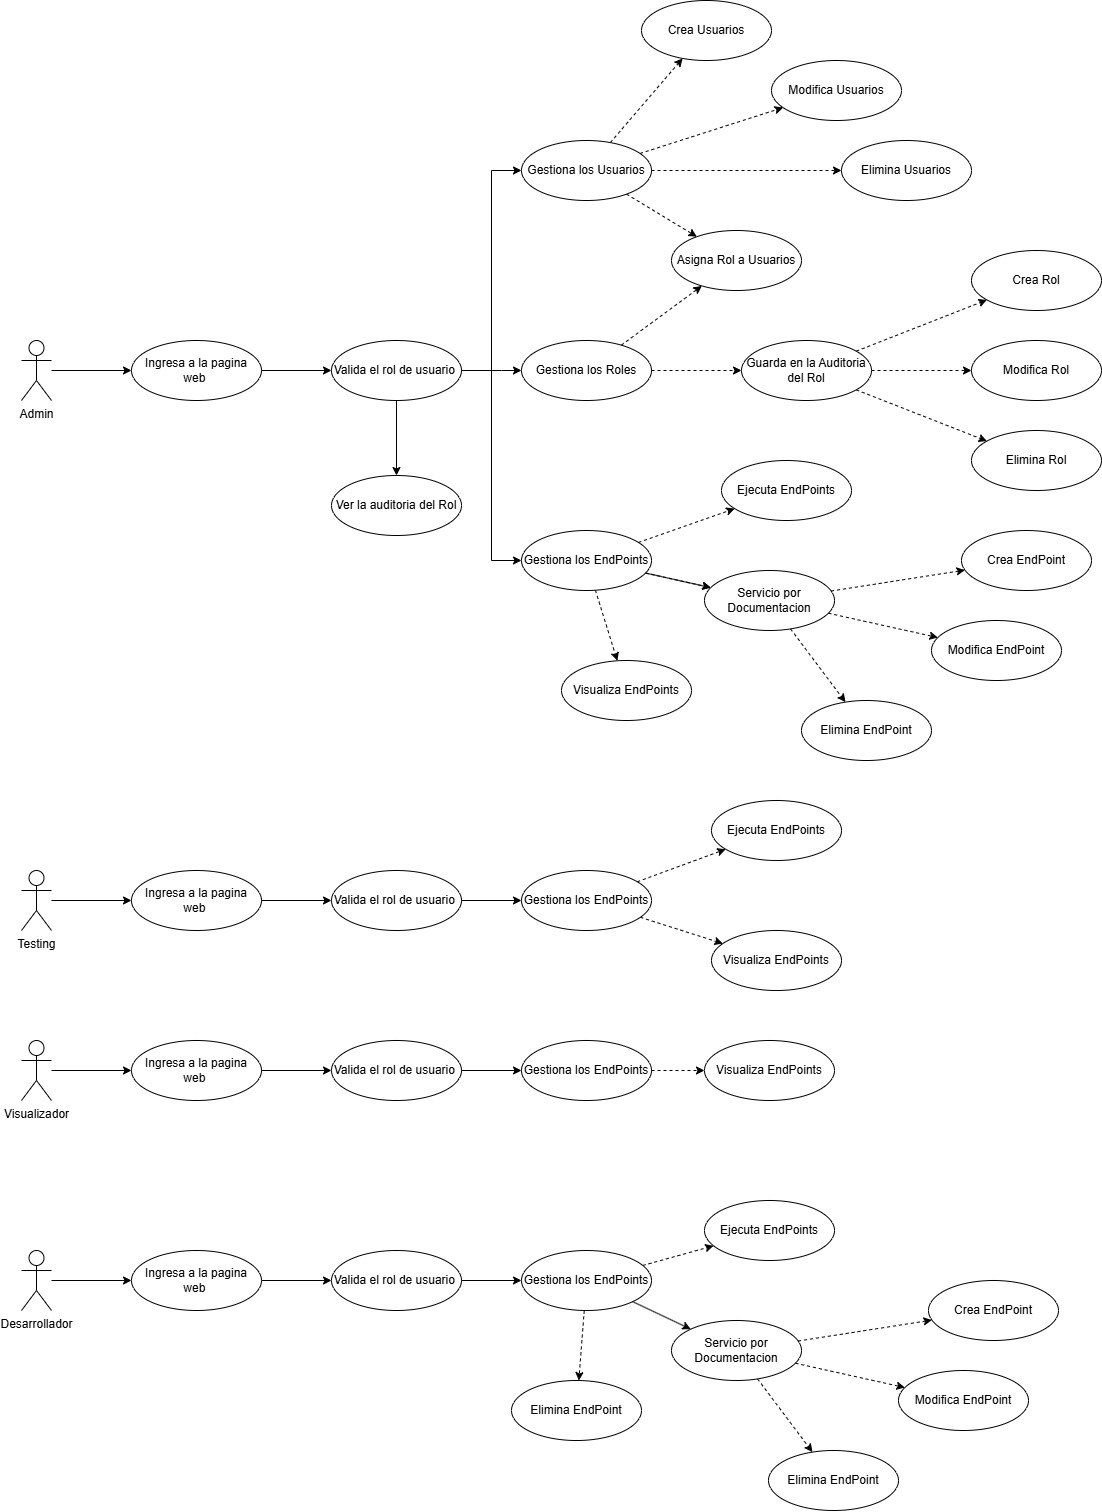 Crea Usuarios
Modifica Usuarios
Gestiona los Usuarios
Elimina Usuarios
Asigna Rol a Usuarios
Crea Rol
Admin
Ingresa a la pagina
web
Valida el rol de usuario
Gestiona los Roles
Guarda en la Auditoria
del Rol
Modifica Rol
Elimina Rol
Ver la auditoria del Rol
Ejecuta EndPoints
Gestiona los EndPoints
Servicio por
Documentacion
Crea EndPoint
Modifica EndPoint
Visualiza EndPoints
Elimina EndPoint
Ejecuta EndPoints
Testing
Ingresa a la pagina
web
Valida el rol de usuario
Gestiona los EndPoints
Visualiza EndPoints
Visualizador
Ingresa a la pagina
web
Valida el rol de usuario
Gestiona los EndPoints
Visualiza EndPoints
Ejecuta EndPoints
Desarrollador
Ingresa a la pagina
web
Valida el rol de usuario
Gestiona los EndPoints
Servicio por
Documentacion
Crea EndPoint
Modifica EndPoint
Elimina EndPoint
Elimina EndPoint